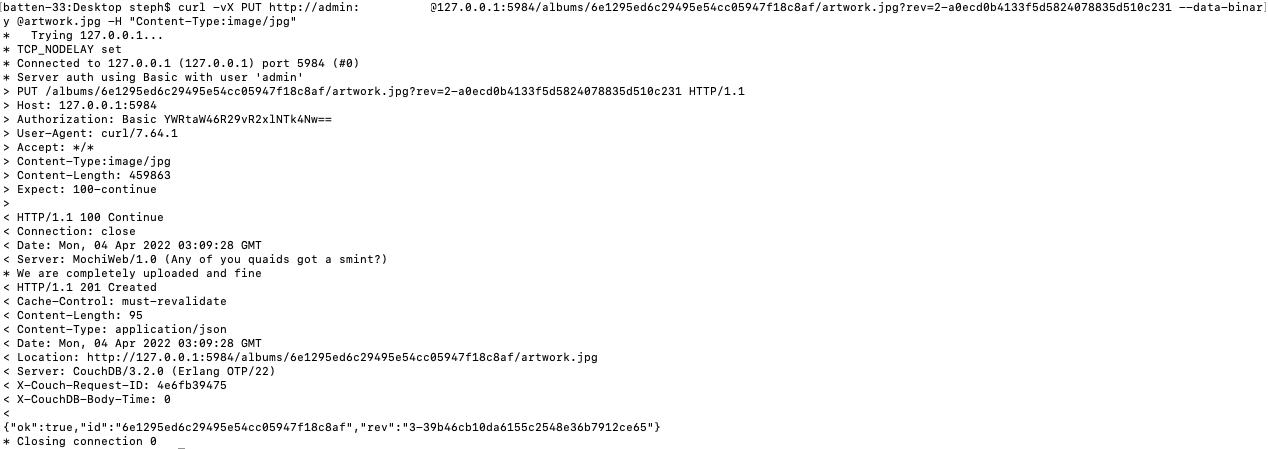 [batten-33:Desktop steph$ curl -vX PUT http://admin:          @127.0.0.1:5984/albums/6e1295ed6c29495e54cc05947f18c8af/artwork.jpg?rev=2-a0ecd0b4133f5d5824078835d510c231 --data-binar]
y @artwork.jpg -H "Content-Type:image/jpg"
*   Trying 127.0.0.1...
* TCP_NODELAY set
* Connected to 127.0.0.1 (127.0.0.1) port 5984 (#0)
* Server auth using Basic with user 'admin'
> PUT /albums/6e1295ed6c29495e54cc05947f18c8af/artwork.jpg?rev=2-a0ecd0b4133f5d5824078835d510c231 HTTP/1.1
> Host: 127.0.0.1:5984
> Authorization: Basic YWRtaW46R29vR2xlNTk4Nw==
> User-Agent: curl/7.64.1
> Accept: */*
> Content-Type:image/jpg
> Content-Length: 459863
> Expect: 100-continue
>
< HTTP/1.1 100 Continue
< Connection: close
< Date: Mon, 04 Apr 2022 03:09:28 GMT
< Server: MochiWeb/1.0 (Any of you quaids got a smint?)
* We are completely uploaded and fine
< HTTP/1.1 201 Created
< Cache-Control: must-revalidate
< Content-Length: 95
< Content-Type: application/json
< Date: Mon, 04 Apr 2022 03:09:28 GMT
< Location: http://127.0.0.1:5984/albums/6e1295ed6c29495e54cc05947f18c8af/artwork.jpg
< Server: CouchDB/3.2.0 (Erlang OTP/22)
< X-Couch-Request-ID: 4e6fb39475
< X-CouchDB-Body-Time: 0
<
{"ok":true,"id":"6e1295ed6c29495e54cc05947f18c8af","rev":"3-39b46cb10da6155c2548e36b7912ce65"}
* Closing connection 0